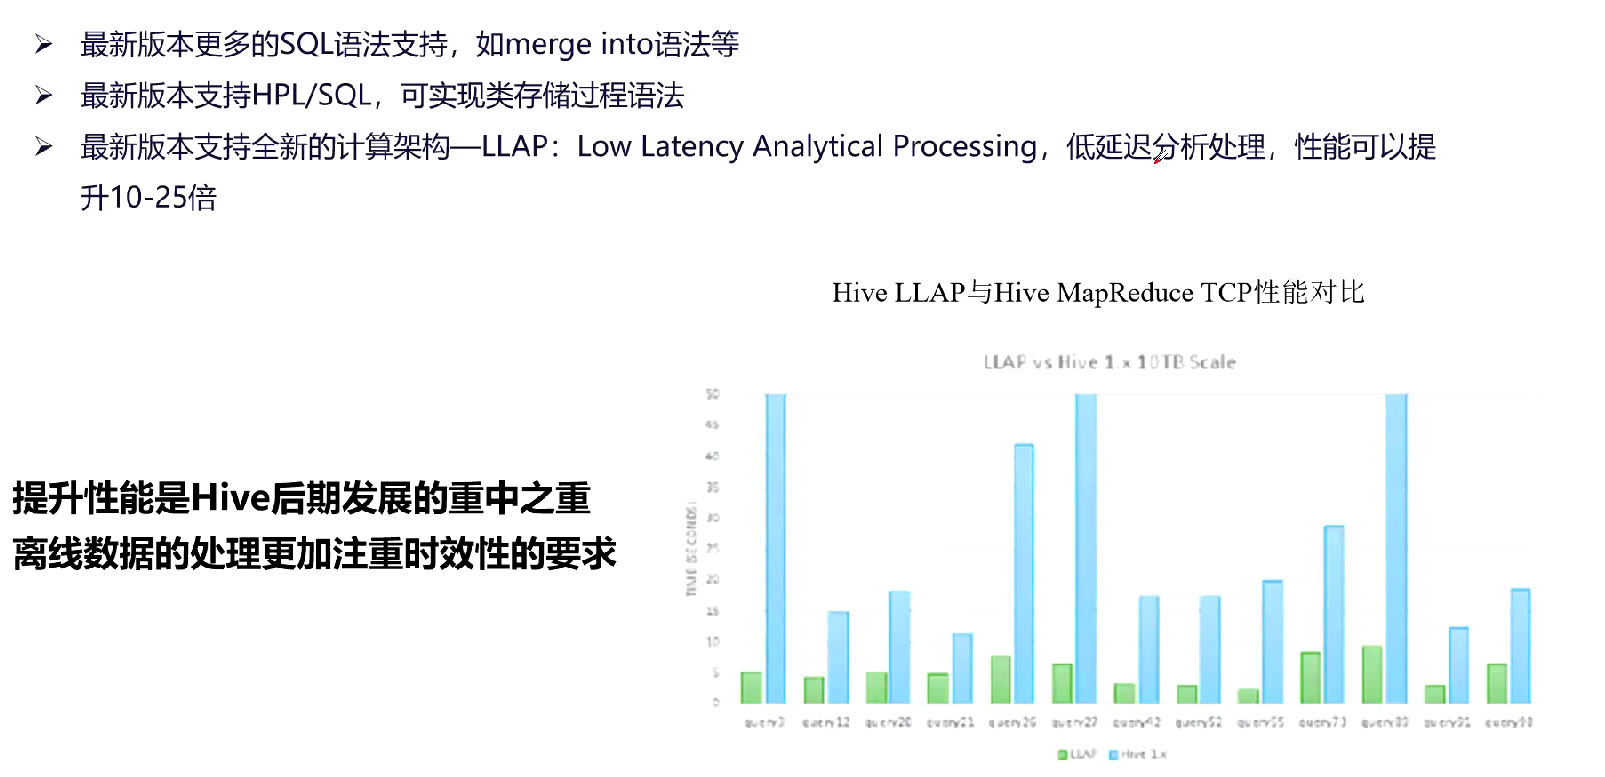 最新版本更多的SQL语法支持，如merge into语法等
最新版本支持HPL/SQL，可实现类存储过程语法
最新版本支持全新的计算架构—LLAP：Low Latency Analytical Processing，低延迟分析处理，性能可以提
升10-25倍
Hive LLAP与Hive MapReduce TCP性能对比
LLAP vs Hive 1.x 10TB Scale
提升性能是Hive后期发展的重中之重
离线数据的处理更加注重时效性的要求
TIME (SECONDS)
50
45
40
35
30
25
20
15
10
5
0
query3 query12 query20 query21 query26 query27 query42 query52 query55 query73 query89 query91 query98
LLAP Hive 1.x